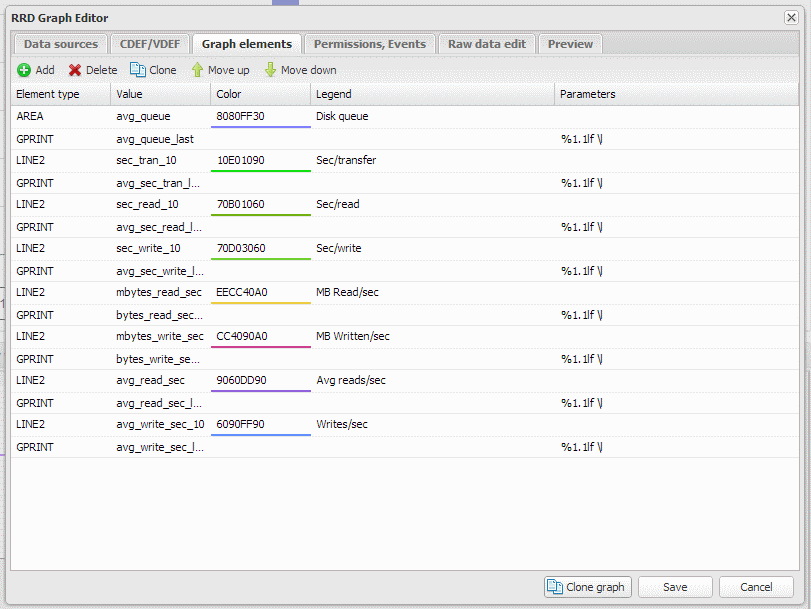 RRD Graph Editor
Data sources CDEF/VDEF Graph elements Permissions, Events Raw data edit Preview
Add Delete Clone Move up Move down
Element type Value Color Legend Parameters
AREA avg_queue 8080FF30 Disk queue
GPRINT avg_queue_last %1.1lf \l
LINE2 sec_tran_10 10E01090 Sec/transfer
GPRINT avg_sec_tran_l... %1.1lf \l
LINE2 sec_read_10 70B01060 Sec/read
GPRINT avg_sec_read_l... %1.1lf \l
LINE2 sec_write_10 70D03060 Sec/write
GPRINT avg_sec_write_l... %1.1lf \l
LINE2 mbytes_read_sec EECC40A0 MB Read/sec
GPRINT bytes_read_sec... %1.1lf \l
LINE2 mbytes_write_sec CC4090A0 MB Written/sec
GPRINT bytes_write_se... %1.1lf \l
LINE2 avg_read_sec 9060DD90 Avg reads/sec
GPRINT avg_read_sec_l... %1.1lf \l
LINE2 avg_write_sec_10 6090FF90 Writes/sec
GPRINT avg_write_sec_l... %1.1lf \l
Clone graph Save Cancel